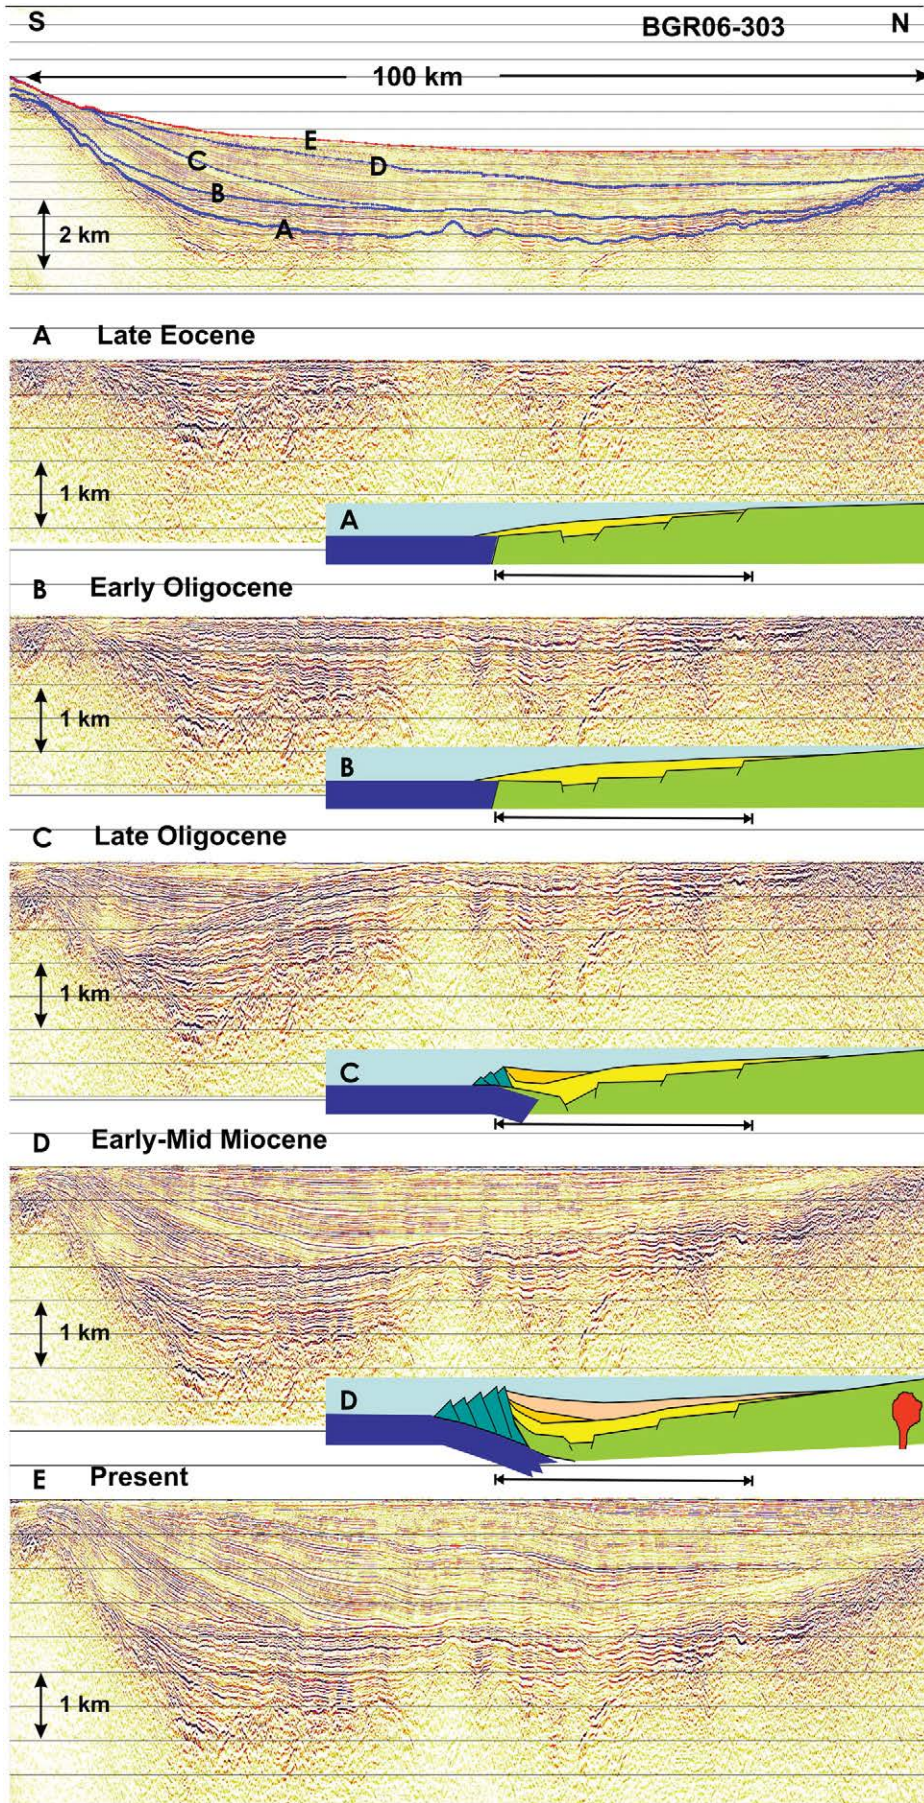 S BGR06-303 N
100 km
E
C D
B
2 km A
A Late Eocene
1 km
A
B Early Oligocene
1 km
B
C Late Oligocene
1 km
C
D Early-Mid Miocene
1 km
D
E Present
1 km